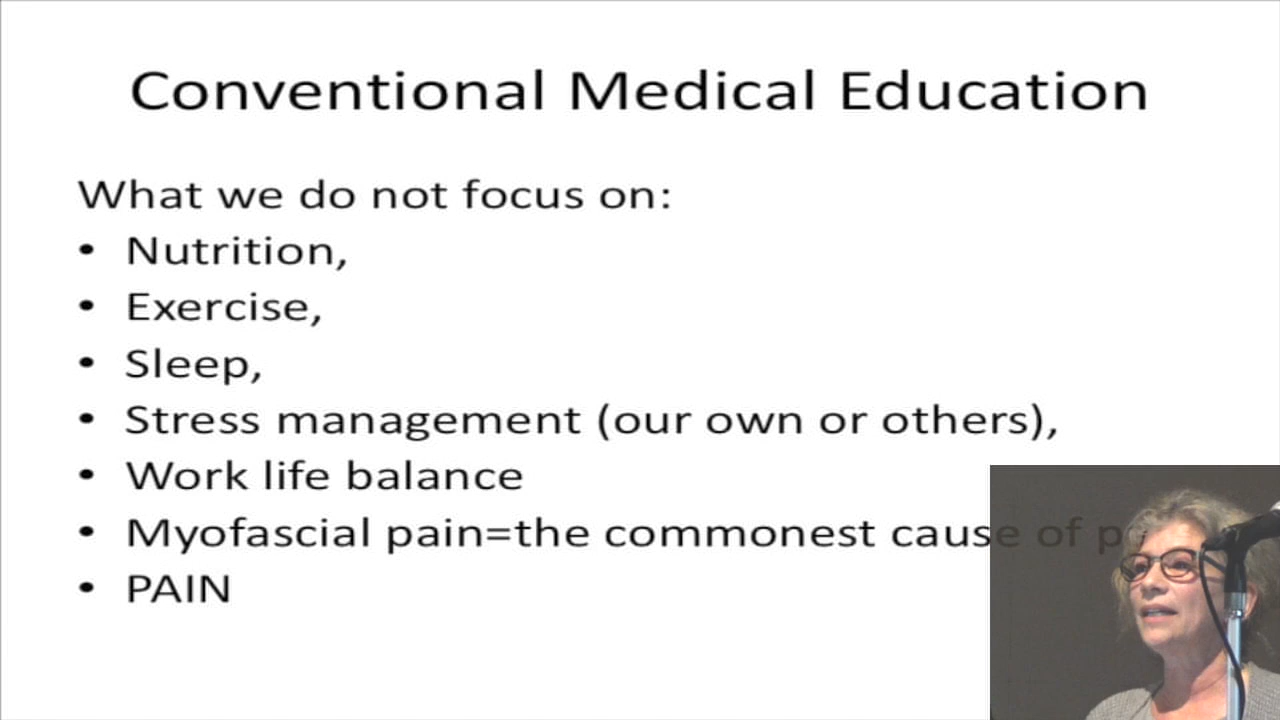 Conventional Medical Education
What we do not focus on:
• Nutrition,
• Exercise,
• Sleep,
• Stress management (our own or others),
• Work life balance
• Myofascial pain=the commonest cause of
• PAIN